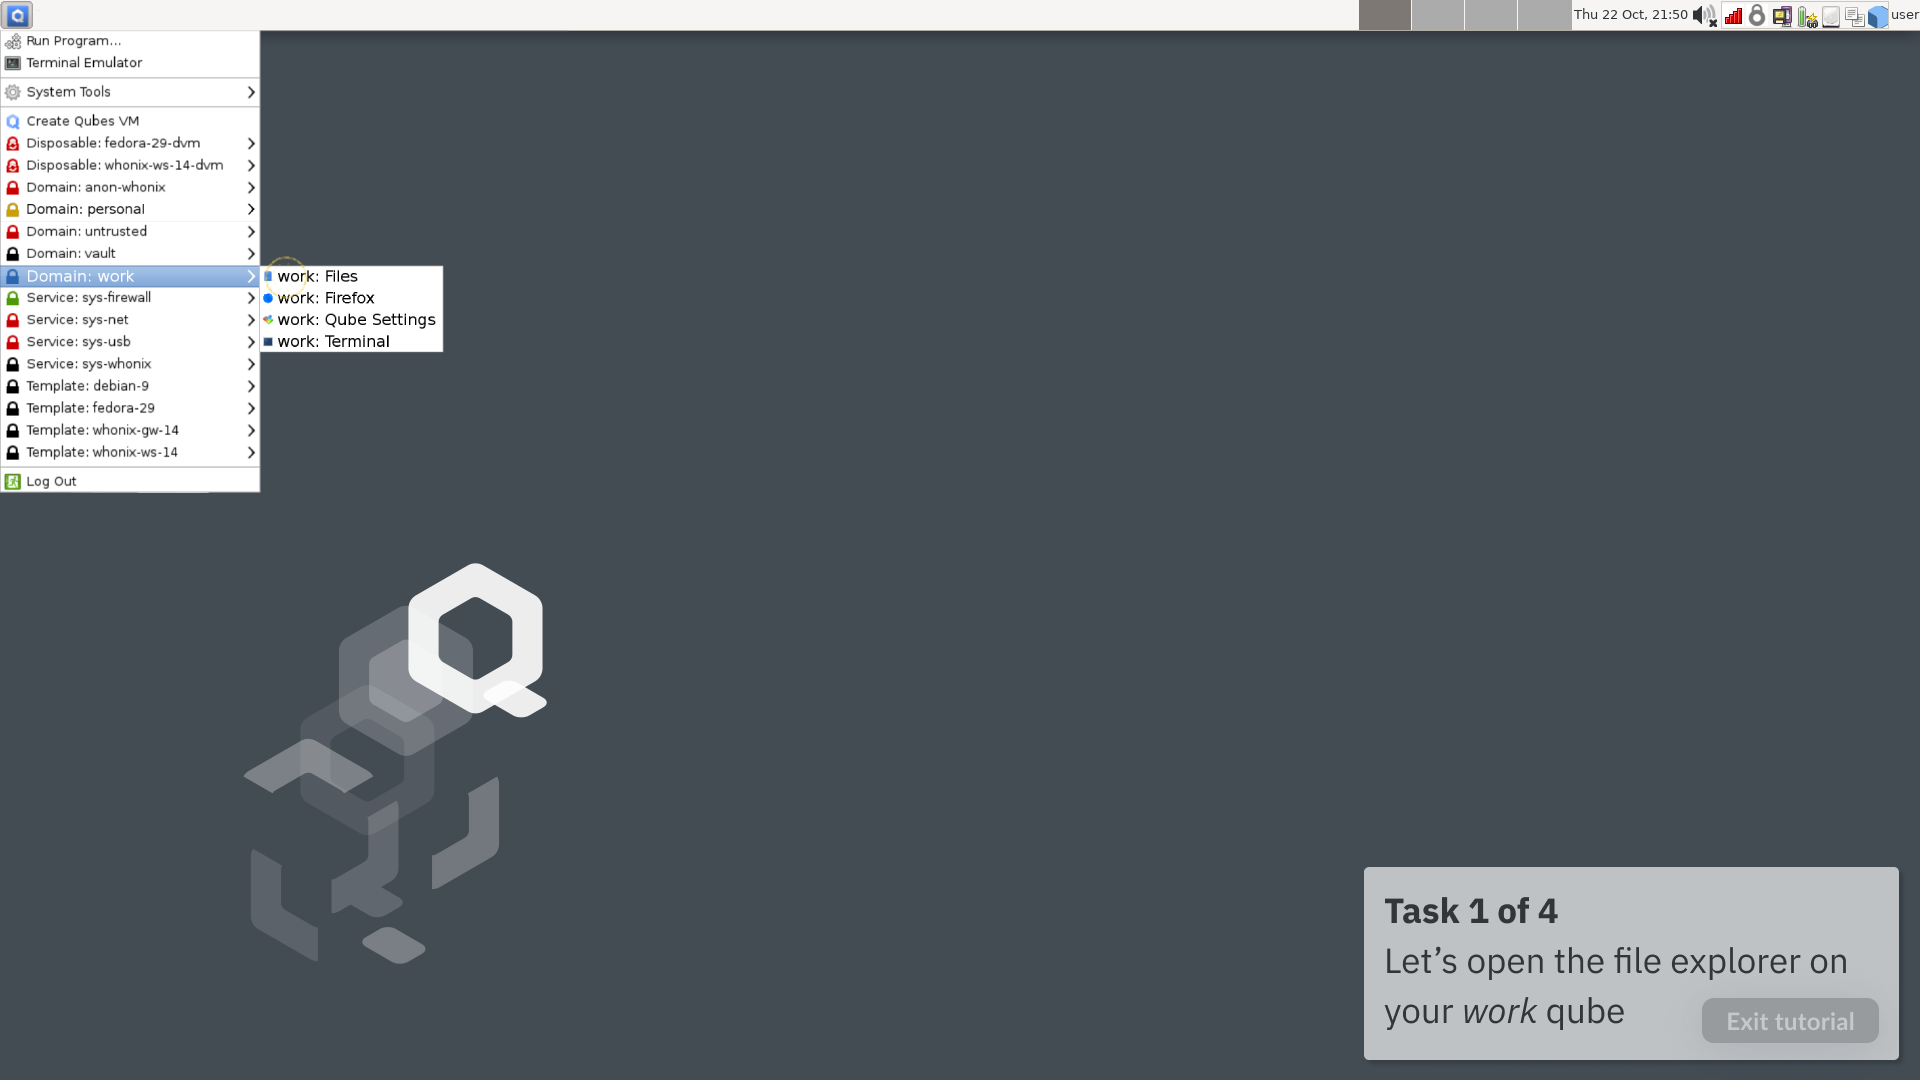 Thu 22 Oct, 21:50
user
Run Program...
Terminal Emulator
System Tools
Create Qubes VM
Disposable: fedora-29-dvm
Disposable: whonix-ws-14-dvm
Domain: anon-whonix
Domain: personal
Domain: untrusted
Domain: vault
Domain: work
work: Files
work: Firefox
work: Qube Settings
work: Terminal
Service: sys-firewall
Service: sys-net
Service: sys-usb
Service: sys-whonix
Template: debian-9
Template: fedora-29
Template: whonix-gw-14
Template: whonix-ws-14
Log Out
Task 1 of 4
Let’s open the file explorer on
your work qube
Exit tutorial